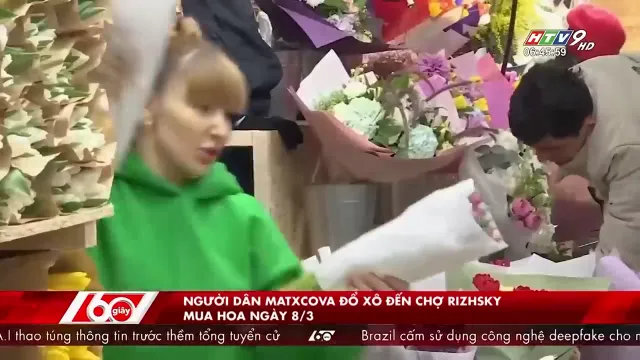 HTV9 HD
06:45:59
60 giây
NGƯỜI DÂN MATXCOVA ĐỔ XÔ ĐẾN CHỢ RIZHSKY
MUA HOA NGÀY 8/3
A.I thao túng thông tin trước thềm tổng tuyển cử 60 Brazil cấm sử dụng công nghệ deepfake cho